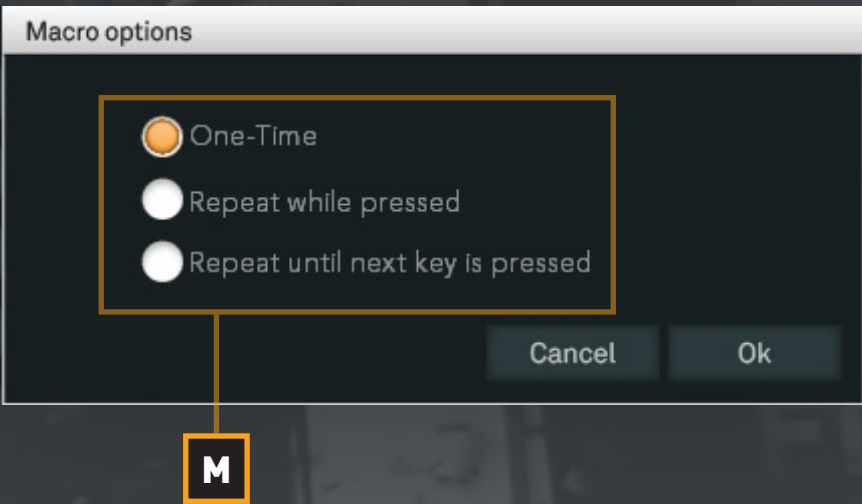 Macro options
One-Time
Repeat while pressed
Repeat until next key is pressed
Cancel Ok
M